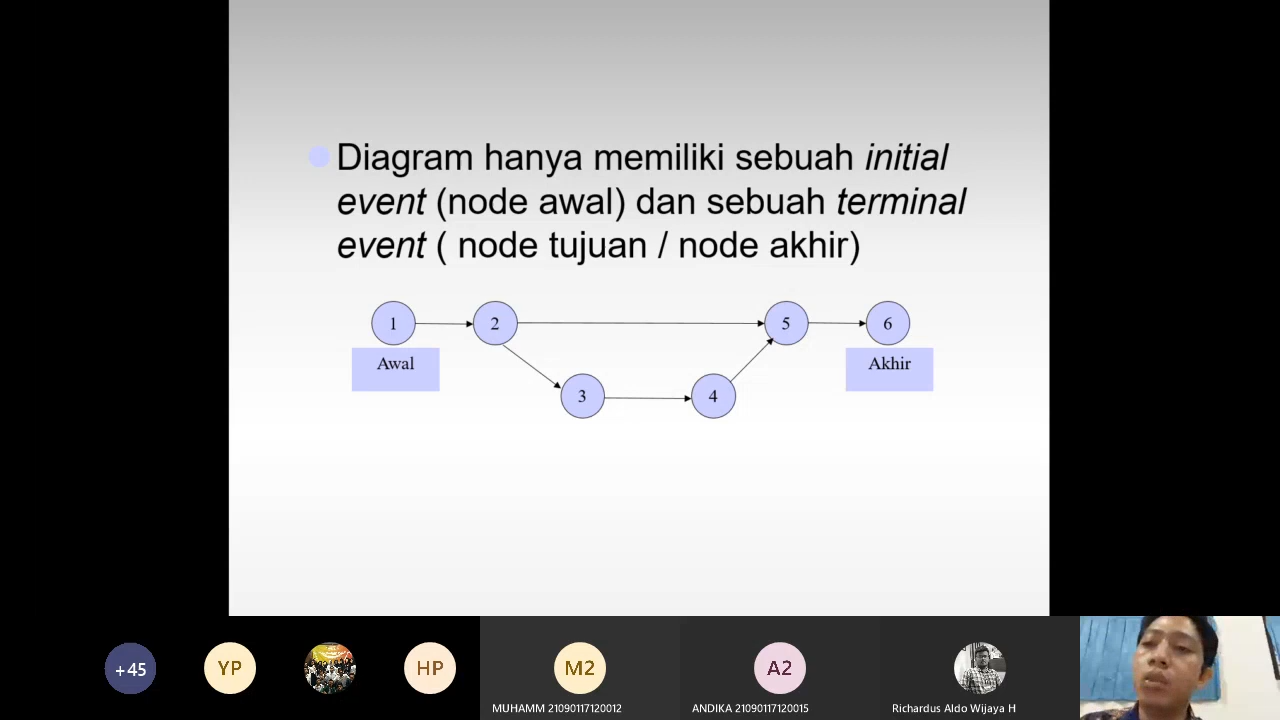 Diagram hanya memiliki sebuah initial
event (node awal) dan sebuah terminal
event ( node tujuan / node akhir)
1
2
5
6
Awal
Akhir
3
4
+45
YP
HP
M2
A2
MUHAMM 21090117120012
ANDIKA 21090117120015
Richardus Aldo Wijaya H